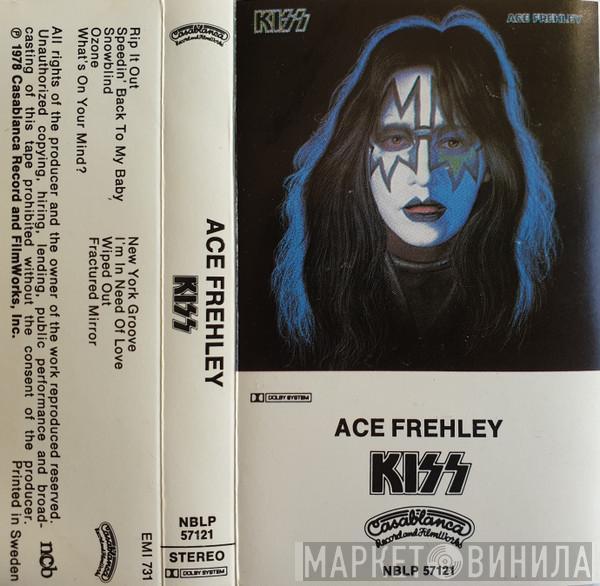 Rip It Out
Speedin' Back To My Baby,
Snowblind
Ozone
What's On Your Mind?
New York Groove
I'm In Need Of Love
Wiped Out
Fractured Mirror
All rights of the producer and the owner of the work reproduced reserved.
Unauthorized copying, hiring, lending, public performance and broad-
casting of this tape prohibited without the consent of the producer.
℗ 1978 Casablanca Record and FilmWorks, Inc. Printed in Sweden
ncb
Casablanca
Record and FilmWorks
EMI 731
ACE FREHLEY
KISS
NBLP
57121
STEREO
DOLBY SYSTEM
KISS
ACE FREHLEY
DOLBY SYSTEM
ACE FREHLEY
KISS
Casablanca
Record and FilmWorks
NBLP 57121
МАРКЕТ ВИНИЛА